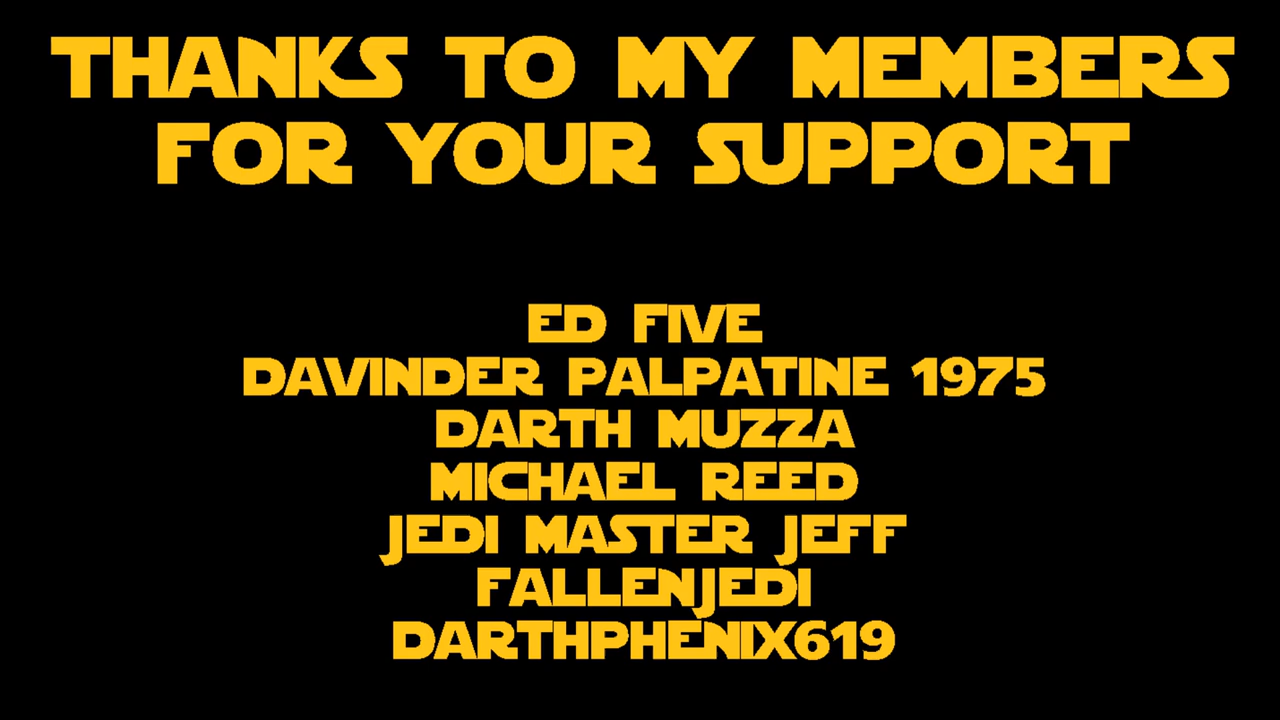 THANKS TO MY MEMBERS
FOR YOUR SUPPORT
ED FIVE
DAVINDER PALPATINE 1975
DARTH MUZZA
MICHAEL REED
JEDI MASTER JEFF
FALLENJEDI
DARTHPHENIX619